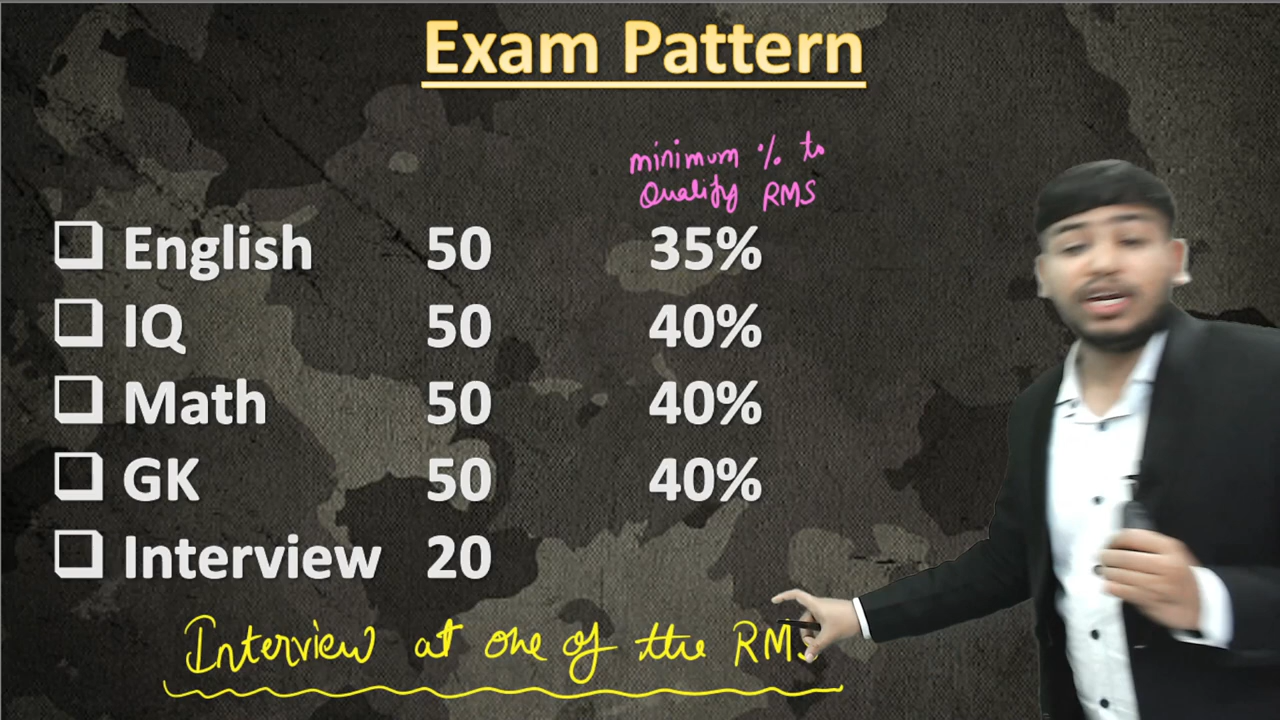 Exam Pattern
minimum % to
Qualify RMS
English 50 35%
IQ 50 40%
Math 50 40%
GK 50 40%
Interview 20
Interview at one of the RMS